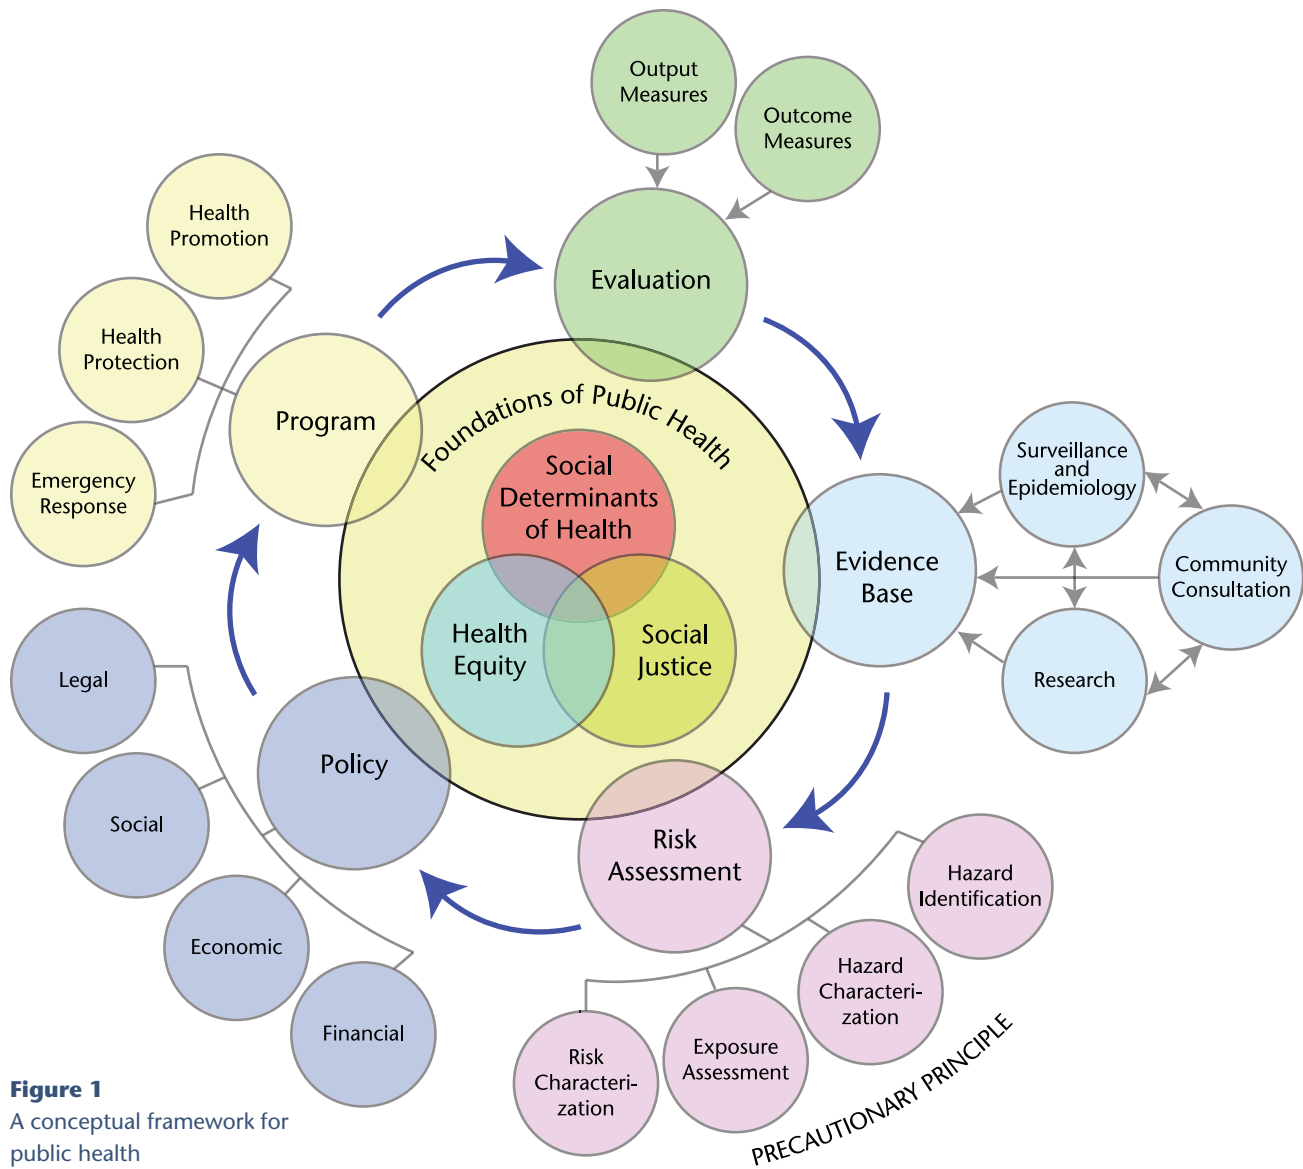 Output
Measures
Outcome
Measures
Health
Promotion
Evaluation
Health
Protection
Program
Foundations of Public Health
Emergency
Response
Social
Determinants
of Health
Surveillance
and
Epidemiology
Evidence
Base
Community
Consultation
Health
Equity
Social
Justice
Research
Legal
Policy
Social
Risk
Assessment
Hazard
Identification
Economic
Hazard
Characteri-
zation
Financial
Risk
Characteri-
zation
Exposure
Assessment
PRECAUTIONARY PRINCIPLE
Figure 1
A conceptual framework for
public health